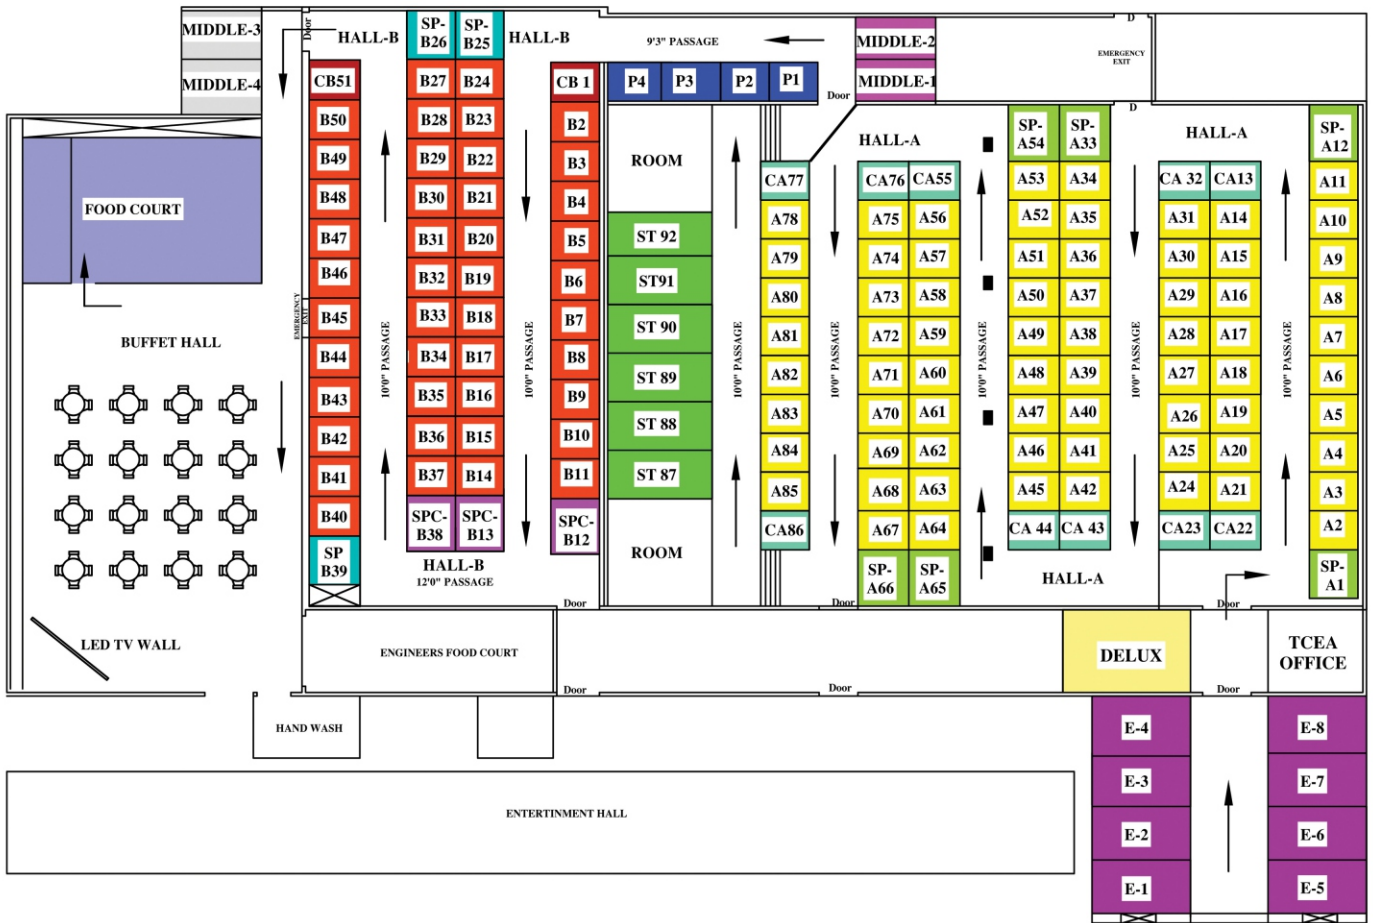 MIDDLE-3
MIDDLE-4
Door
HALL-B
SP-
B26
SP-
B25
HALL-B
9'3" PASSAGE
MIDDLE-2
MIDDLE-1
D
EMERGENCY
EXIT
CB51
B50
B49
B48
B47
B46
B45
B44
B43
B42
B41
B40
SP
B39
EMERGENCY
EXIT
10'0" PASSAGE
B27
B28
B29
B30
B31
B32
B33
B34
B35
B36
B37
SPC-
B38
B24
B23
B22
B21
B20
B19
B18
B17
B16
B15
B14
SPC-
B13
HALL-B
12'0" PASSAGE
10'0" PASSAGE
CB 1
B2
B3
B4
B5
B6
B7
B8
B9
B10
B11
SPC-
B12
P4
P3
P2
P1
Door
ROOM
ST 92
ST91
ST 90
ST 89
ST 88
ST 87
ROOM
10'0" PASSAGE
CA77
A78
A79
A80
A81
A82
A83
A84
A85
CA86
10'0" PASSAGE
HALL-A
CA76
A75
A74
A73
A72
A71
A70
A69
A68
A67
SP-
A66
CA55
A56
A57
A58
A59
A60
A61
A62
A63
A64
SP-
A65
10'0" PASSAGE
SP-
A54
A53
A52
A51
A50
A49
A48
A47
A46
A45
CA 44
D
SP-
A33
A34
A35
A36
A37
A38
A39
A40
A41
A42
CA 43
HALL-A
10'0" PASSAGE
HALL-A
CA 32
A31
A30
A29
A28
A27
A26
A25
A24
CA23
CA13
A14
A15
A16
A17
A18
A19
A20
A21
CA22
10'0" PASSAGE
SP-
A12
A11
A10
A9
A8
A7
A6
A5
A4
A3
A2
SP-
A1
FOOD COURT
BUFFET HALL
LED TV WALL
Door
Door
Door
ENGINEERS FOOD COURT
DELUX
TCEA
OFFICE
Door
Door
Door
HAND WASH
ENTERTINMENT HALL
E-4
E-3
E-2
E-1
E-8
E-7
E-6
E-5